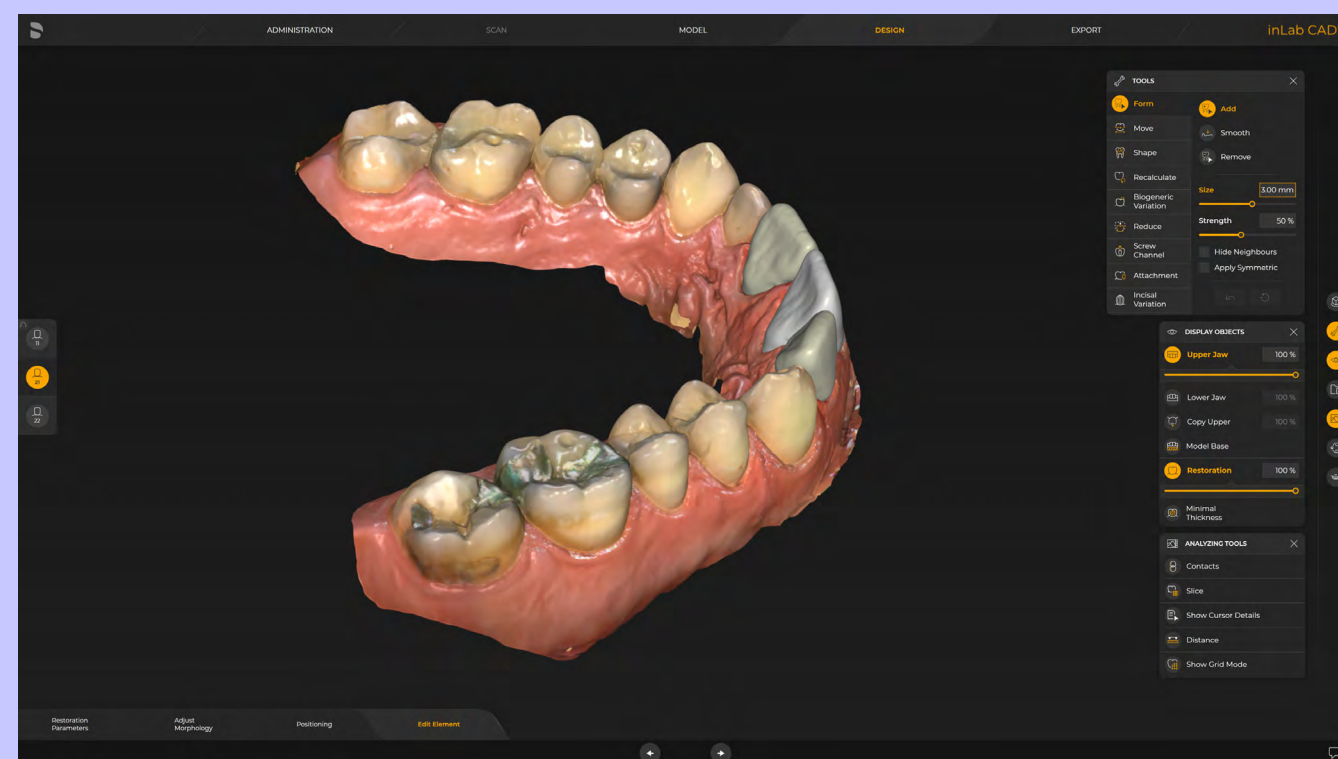 ADMINISTRATION
SCAN
MODEL
DESIGN
EXPORT
inLab CAD
TOOLS
Form
Move
Shape
Recalculate
Biogeneric
Variation
Reduce
Screw
Channel
Attachment
Incisal
Variation
Add
Smooth
Remove
Size 3.00 mm
Strength 50 %
Hide Neighbours
Apply Symmetric
11
21
22
DISPLAY OBJECTS
Upper Jaw 100 %
Lower Jaw 100 %
Copy Upper 100 %
Model Base
Restoration 100 %
Minimal
Thickness
ANALYZING TOOLS
Contacts
Slice
Show Cursor Details
Distance
Show Grid Mode
Restoration
Parameters
Adjust
Morphology
Positioning
Edit Element